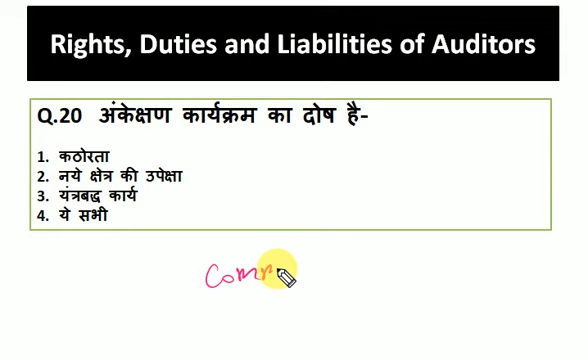 Rights, Duties and Liabilities of Auditors
Q.20 अंकेक्षण कार्यक्रम का दोष है-
1. कठोरता
2. नये क्षेत्र की उपेक्षा
3. यंत्रबद्ध कार्य
4. ये सभी